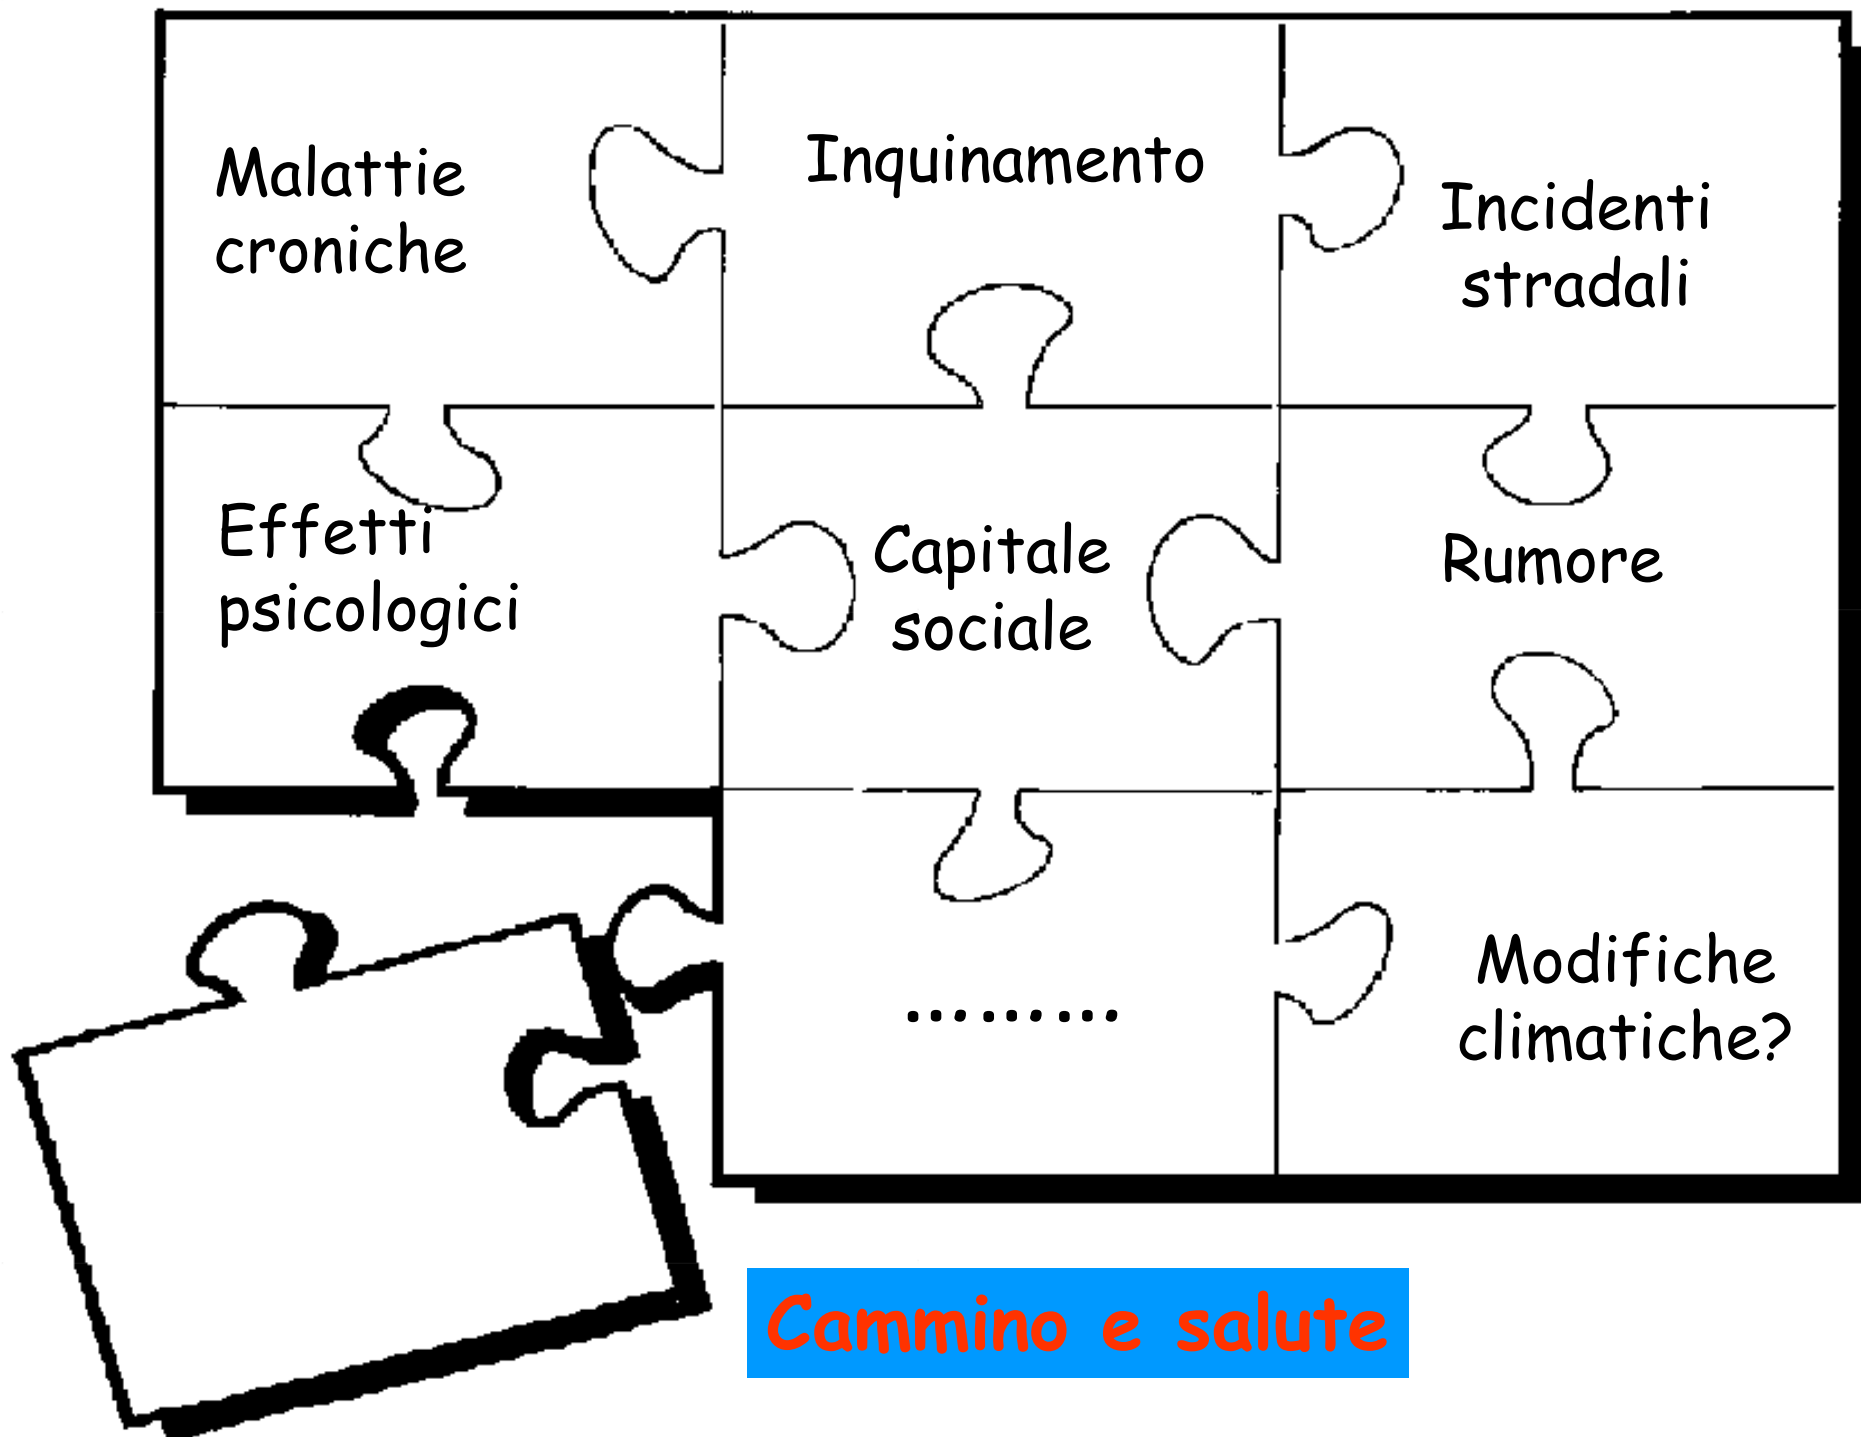 Malattie
croniche
Inquinamento
Incidenti
stradali
Effetti
psicologici
Capitale
sociale
Rumore
………
Modifiche
climatiche?
Cammino e salute